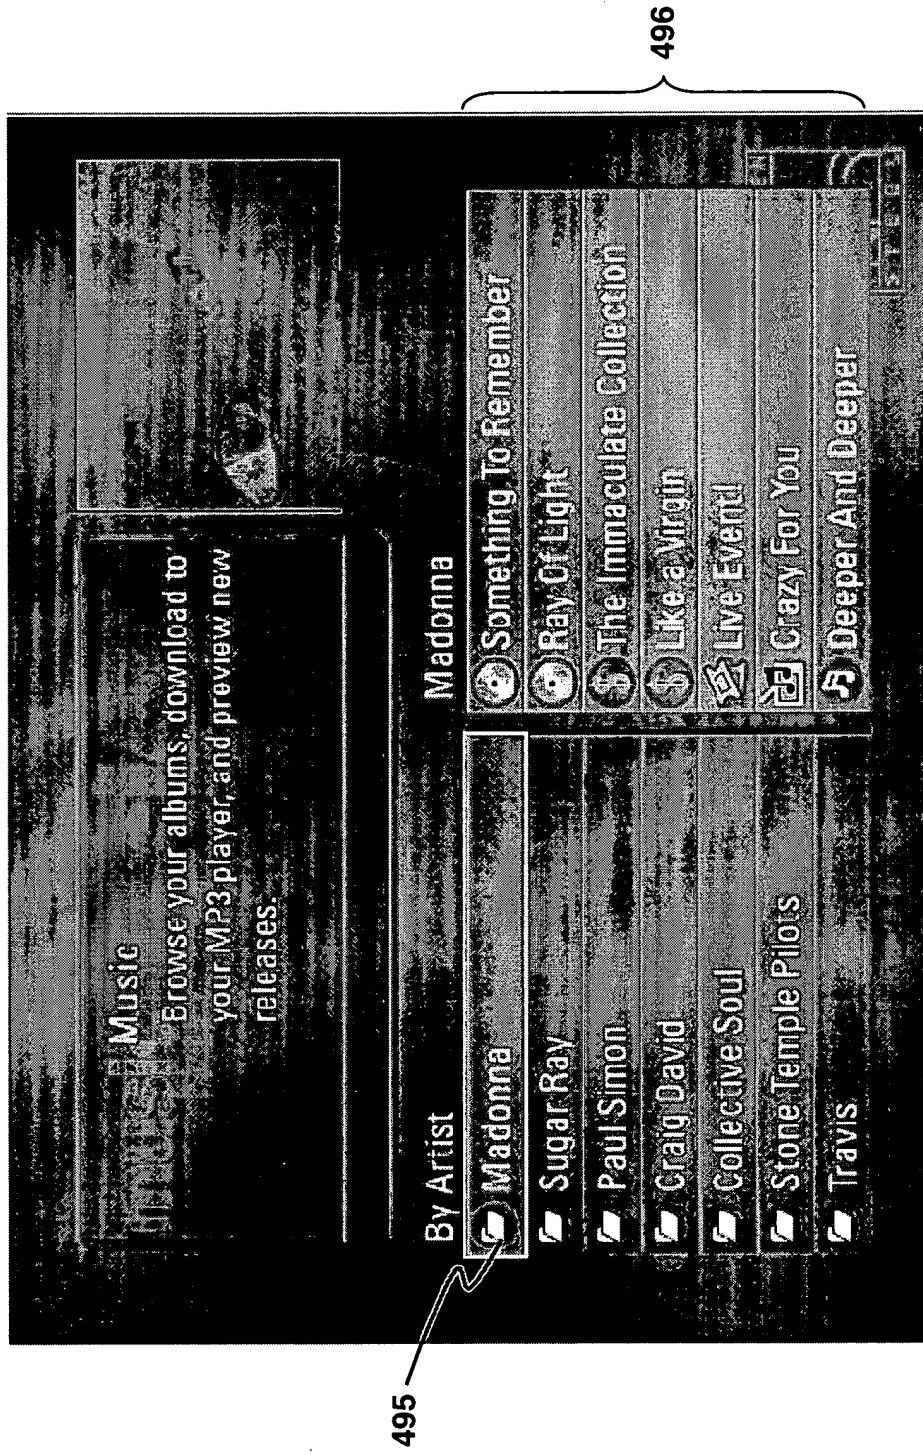 Music
Browse your albums, download to
your MP3 player, and preview new
releases.
By Artist
Madonna
Sugar Ray
Paul Simon
Craig David
Collective Soul
Stone Temple Pilots
Travis
Madonna
Something To Remember
Ray Of Light
$ The Immaculate Collection
$ Like a Virgin
Live Event!
Crazy For You
Deeper And Deeper
495
496